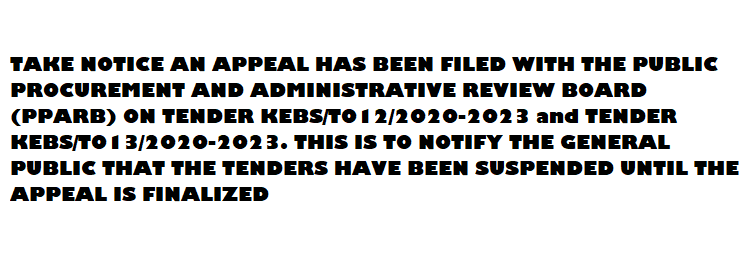 TAKE NOTICE AN APPEAL HAS BEEN FILED WITH THE PUBLIC
PROCUREMENT AND ADMINISTRATIVE REVIEW BOARD
(PPARB) ON TENDER KEBS/T012/2020-2023 and TENDER
KEBS/T013/2020-2023. THIS IS TO NOTIFY THE GENERAL
PUBLIC THAT THE TENDERS HAVE BEEN SUSPENDED UNTIL THE
APPEAL IS FINALIZED